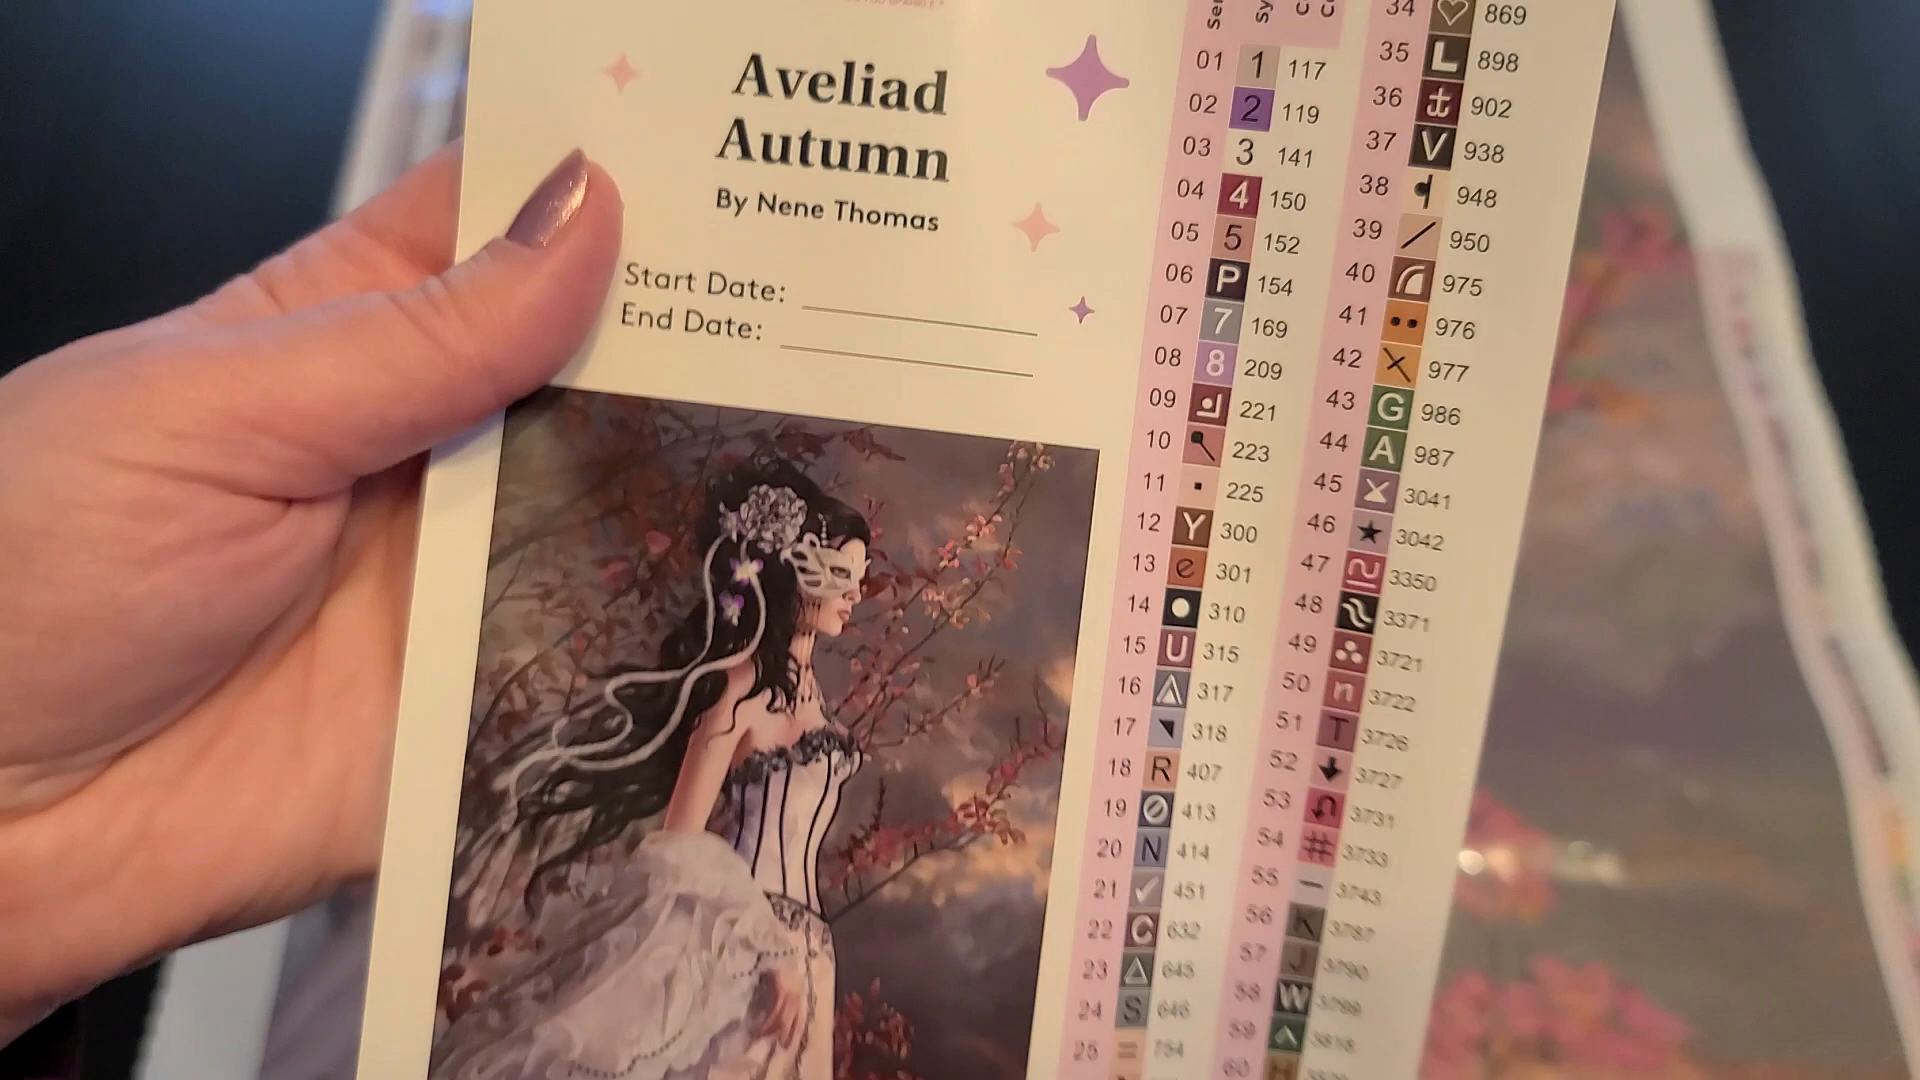 Aveliad
Autumn
By Nene Thomas
Start Date:
End Date:
01 1 117
02 2 119
03 3 141
04 4 150
05 5 152
06 P 154
07 7 169
08 8 209
09 221
10 223
11 225
12 Y 300
13 e 301
14 310
15 U 315
16 317
17 318
18 R 407
19 413
20 N 414
21 451
22 C 632
23 645
24 S 646
25 = 754
34 869
35 L 898
36 902
37 V 938
38 948
39 950
40 975
41 976
42 977
43 G 986
44 A 987
45 3041
46 3042
47 3350
48 3371
49 3721
50 n 3722
51 T 3726
52 3727
53 3731
54 # 3733
55 3743
56 K 3787
57 J 3790
58 W 3799
59 3818
60 H